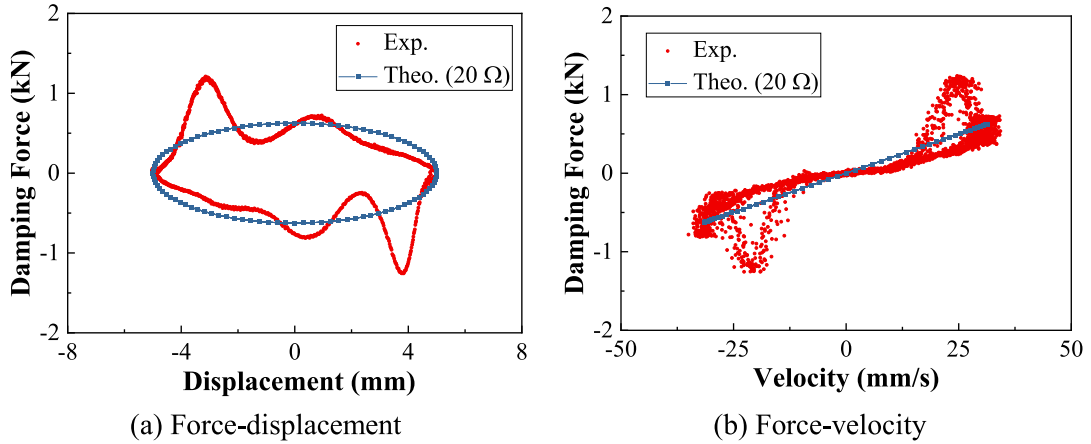 2
1
0
-1
-2
-8
-4
0
4
8
Damping Force (kN)
Displacement (mm)
Exp.
Theo. (20 Ω)
(a) Force-displacement
2
1
0
-1
-2
-50
-25
0
25
50
Damping Force (kN)
Velocity (mm/s)
Exp.
Theo. (20 Ω)
(b) Force-velocity